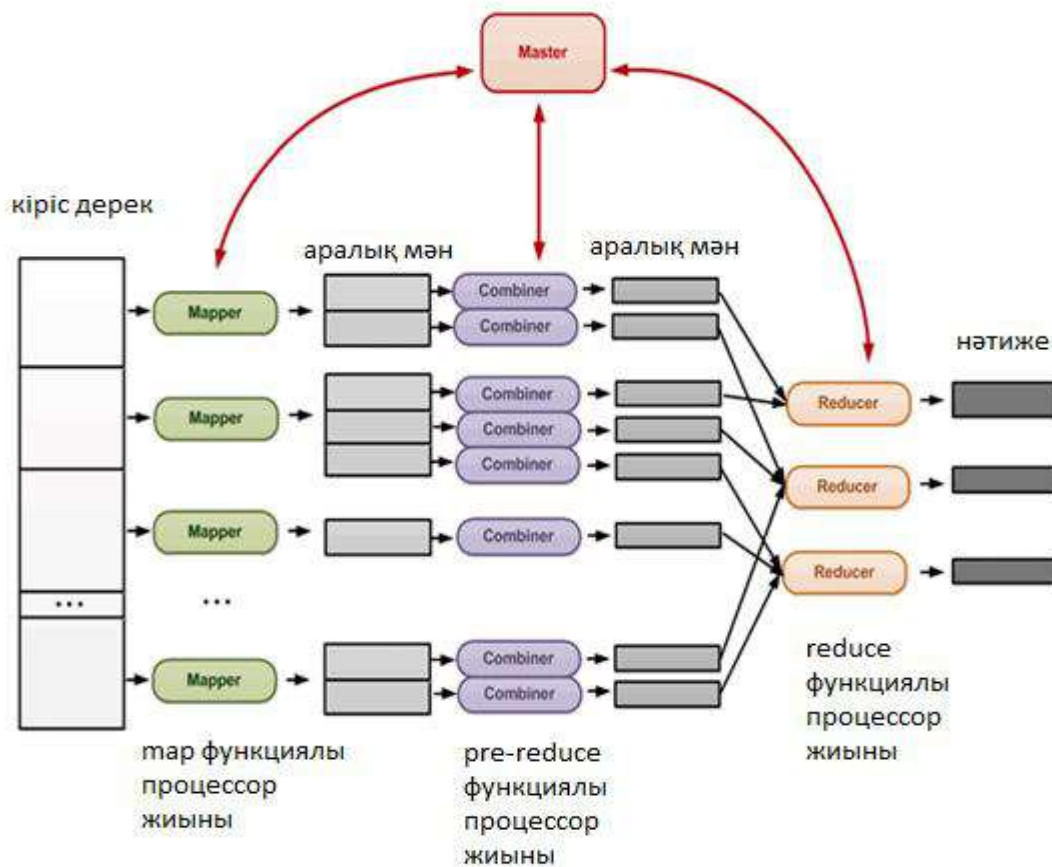 Master
кіріс дерек
аралық мән
аралық мән
нәтиже
Mapper
Combiner
Combiner
Mapper
Combiner
Combiner
Combiner
Reducer
Reducer
Mapper
Combiner
Reducer
...
...
Mapper
Combiner
Combiner
map функциялы
процессор
жиыны
pre-reduce
функциялы
процессор
жиыны
reduce
функциялы
процессор
жиыны